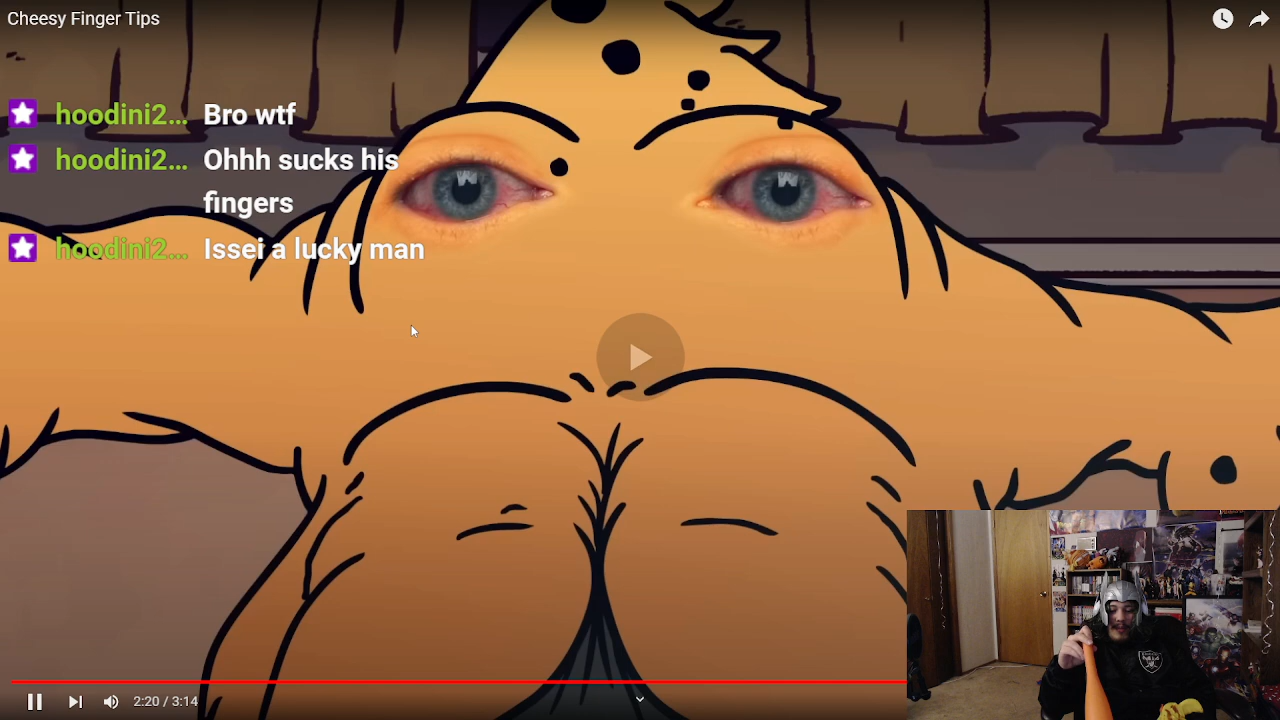 Cheesy Finger Tips
hoodini2... Bro wtf
hoodini2... Ohhh sucks his
fingers
hoodini2... Issei a lucky man
2:20 / 3:14